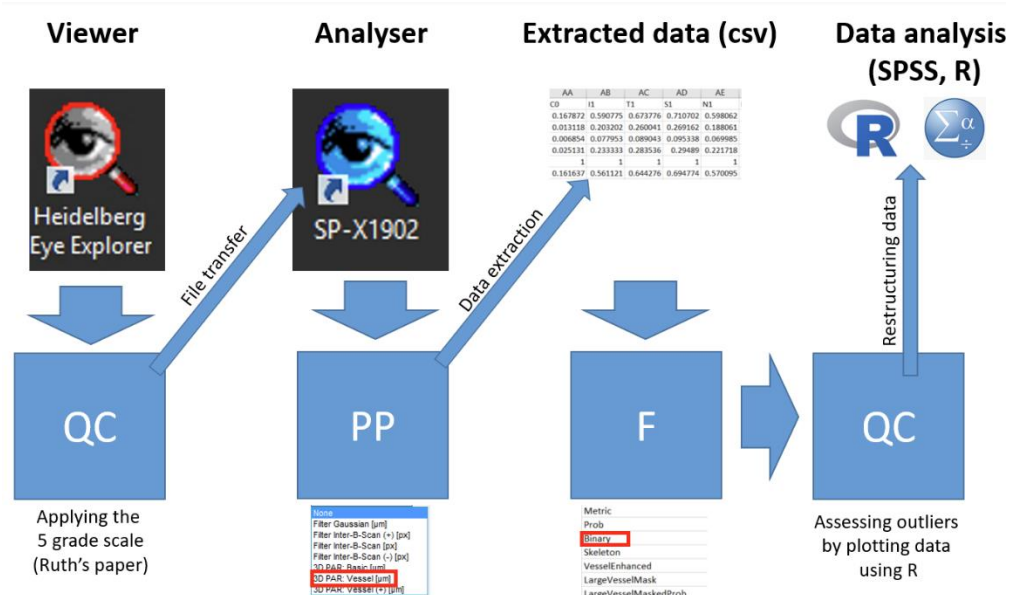 Viewer
Analyser
Extracted data (csv)
Data analysis
(SPSS, R)
Heidelberg
Eye Explorer
File transfer
SP-X1902
Data extraction
AA AB AC AD AE
C0 I1 T1 S1 N1
0.167872 0.590775 0.673776 0.710702 0.598062
0.013118 0.203202 0.260041 0.269162 0.188061
0.006854 0.077953 0.089043 0.095338 0.069985
0.025131 0.233333 0.283536 0.29489 0.221718
1 1 1 1 1
0.161637 0.561121 0.644276 0.694774 0.570095
R
Σα
÷
Restructuring data
QC
PP
F
QC
Applying the
5 grade scale
(Ruth's paper)
None
Filter Gaussian [µm]
Filter Inter-B-Scan (+) [px]
Filter Inter-B-Scan [px]
Filter Inter-B-Scan (-) [px]
3D PAR: Basic [µm]
3D PAR: Vessel [µm]
3D PAR: Vessel (+) [µm]
Metric
Prob
Binary
Skeleton
VesselEnhanced
LargeVesselMask
LargeVesselMaskedProb
Assessing outliers
by plotting data
using R